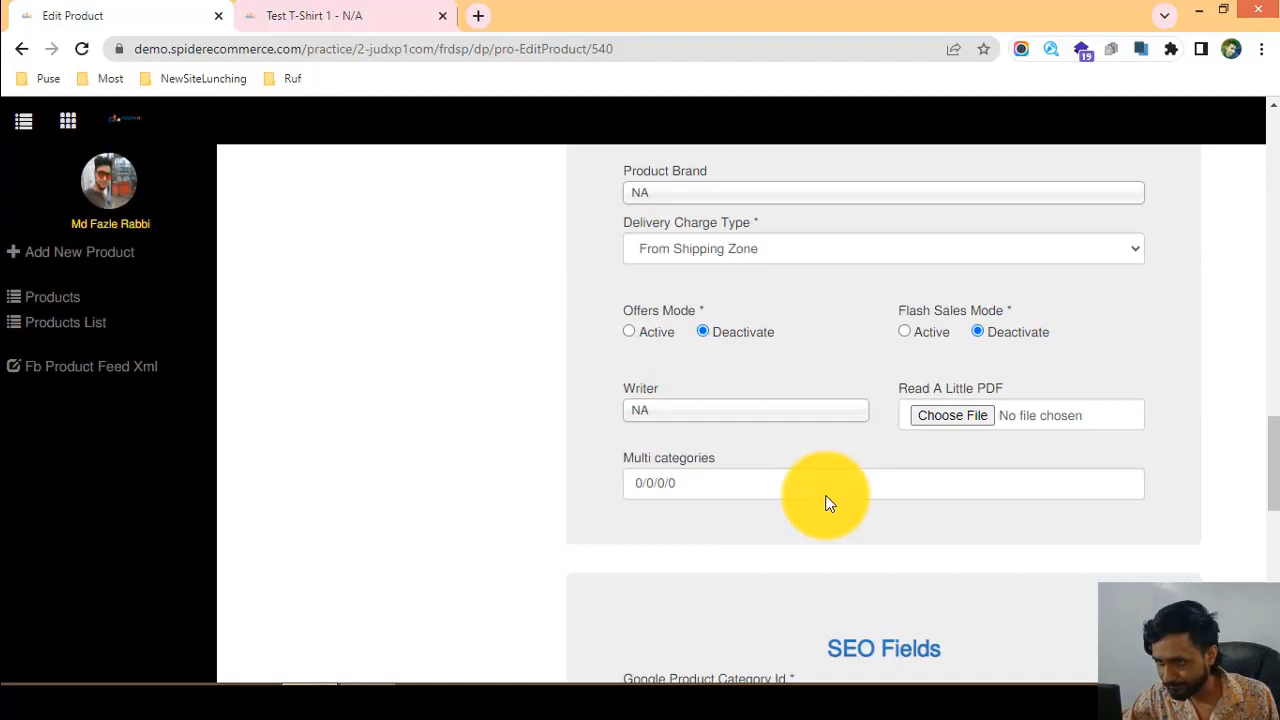 Edit Product
Test T-Shirt 1 - N/A
demo.spiderecommerce.com/practice/2-judxp1com/frdsp/dp/pro-EditProduct/540
19
Puse
Most
NewSiteLunching
Ruf
Md Fazle Rabbi
Add New Product
Products
Products List
Fb Product Feed Xml
Product Brand
NA
Delivery Charge Type *
From Shipping Zone
Offers Mode *
Flash Sales Mode *
Active Deactivate
Active Deactivate
Writer
Read A Little PDF
NA
Choose File No file chosen
Multi categories
0/0/0/0
SEO Fields
Google Product Category Id *